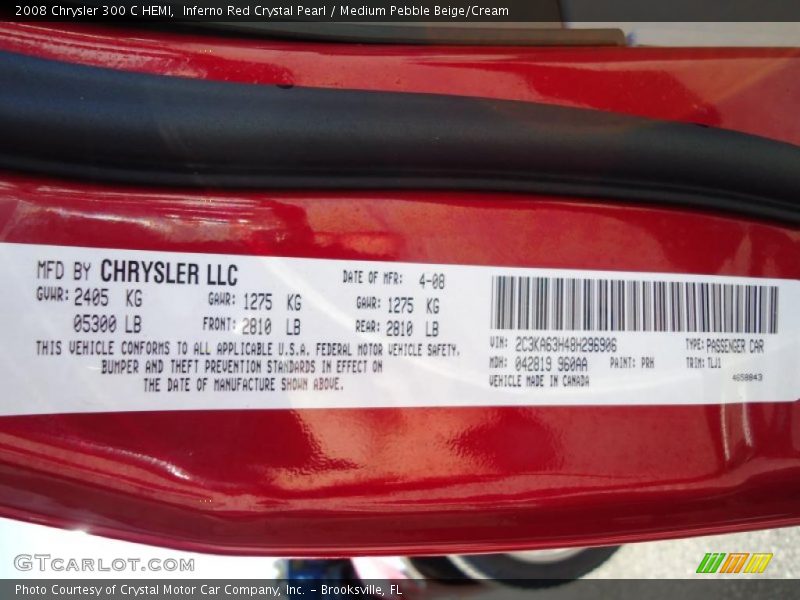 2008 Chrysler 300 C HEMI, Inferno Red Crystal Pearl / Medium Pebble Beige/Cream
MFD BY CHRYSLER LLC DATE OF MFR: 4-08
GVWR: 2405 KG GAWR: 1275 KG GAWR: 1275 KG
05300 LB FRONT: 2810 LB REAR: 2810 LB
THIS VEHICLE CONFORMS TO ALL APPLICABLE U.S.A. FEDERAL MOTOR VEHICLE SAFETY,
BUMPER AND THEFT PREVENTION STANDARDS IN EFFECT ON
THE DATE OF MANUFACTURE SHOWN ABOVE.
VIN: 2C3KA63H48H296906 TYPE: PASSENGER CAR
MDH: 042819 960AA PAINT: PRH TRIM: TLJ1
VEHICLE MADE IN CANADA 4658843
GTCARLOT.COM
Photo Courtesy of Crystal Motor Car Company, Inc. - Brooksville, FL